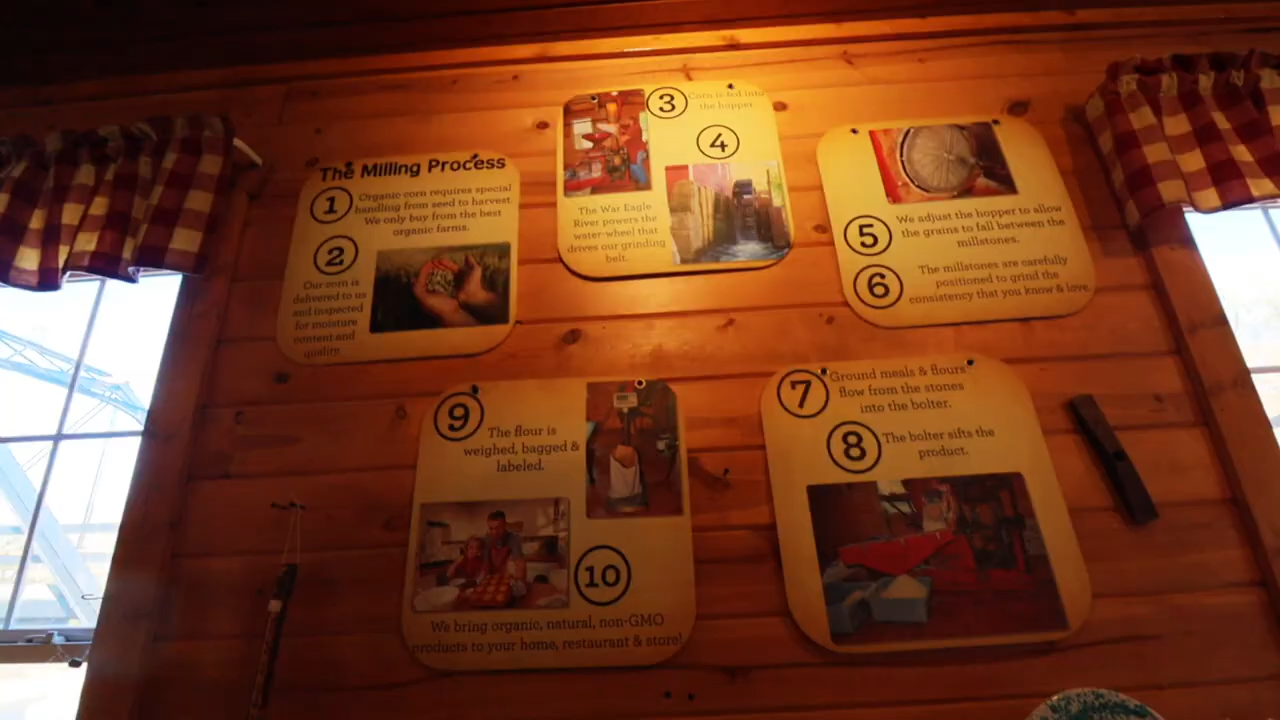 The Milling Process
1
Organic corn requires special
handling from seed to harvest.
We only buy from the best
organic farms.
2
Our corn is
delivered to us
and inspected
for moisture
content and
quality.
3
Corn is fed into
the hopper.
4
The War Eagle
River powers the
water-wheel that
drives our grinding
belt.
5
We adjust the hopper to allow
the grains to fall between the
millstones.
6
The millstones are carefully
positioned to grind the
consistency that you know & love.
7
Ground meals & flours
flow from the stones
into the bolter.
8
The bolter sifts the
product.
9
The flour is
weighed, bagged &
labeled.
10
We bring organic, natural, non-GMO
products to your home, restaurant & store!